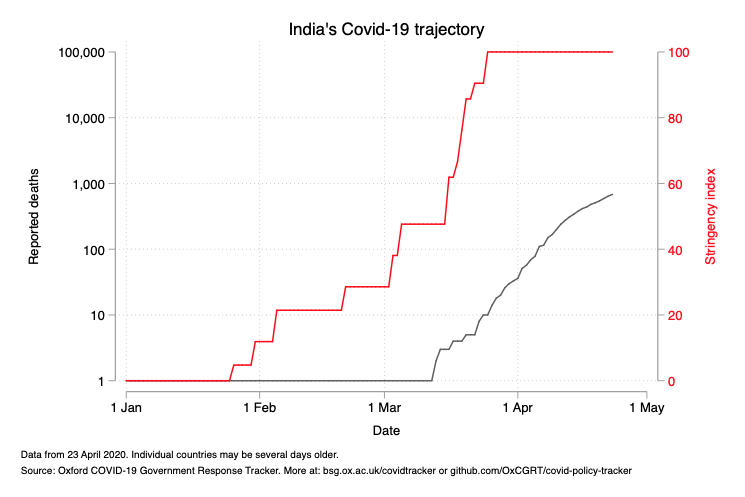 India's Covid-19 trajectory
100,000
10,000
1,000
100
10
1
Reported deaths
100
80
60
40
20
0
Stringency index
1 Jan 1 Feb 1 Mar 1 Apr 1 May
Date
Data from 23 April 2020. Individual countries may be several days older.
Source: Oxford COVID-19 Government Response Tracker. More at: bsg.ox.ac.uk/covidtracker or github.com/OxCGRT/covid-policy-tracker